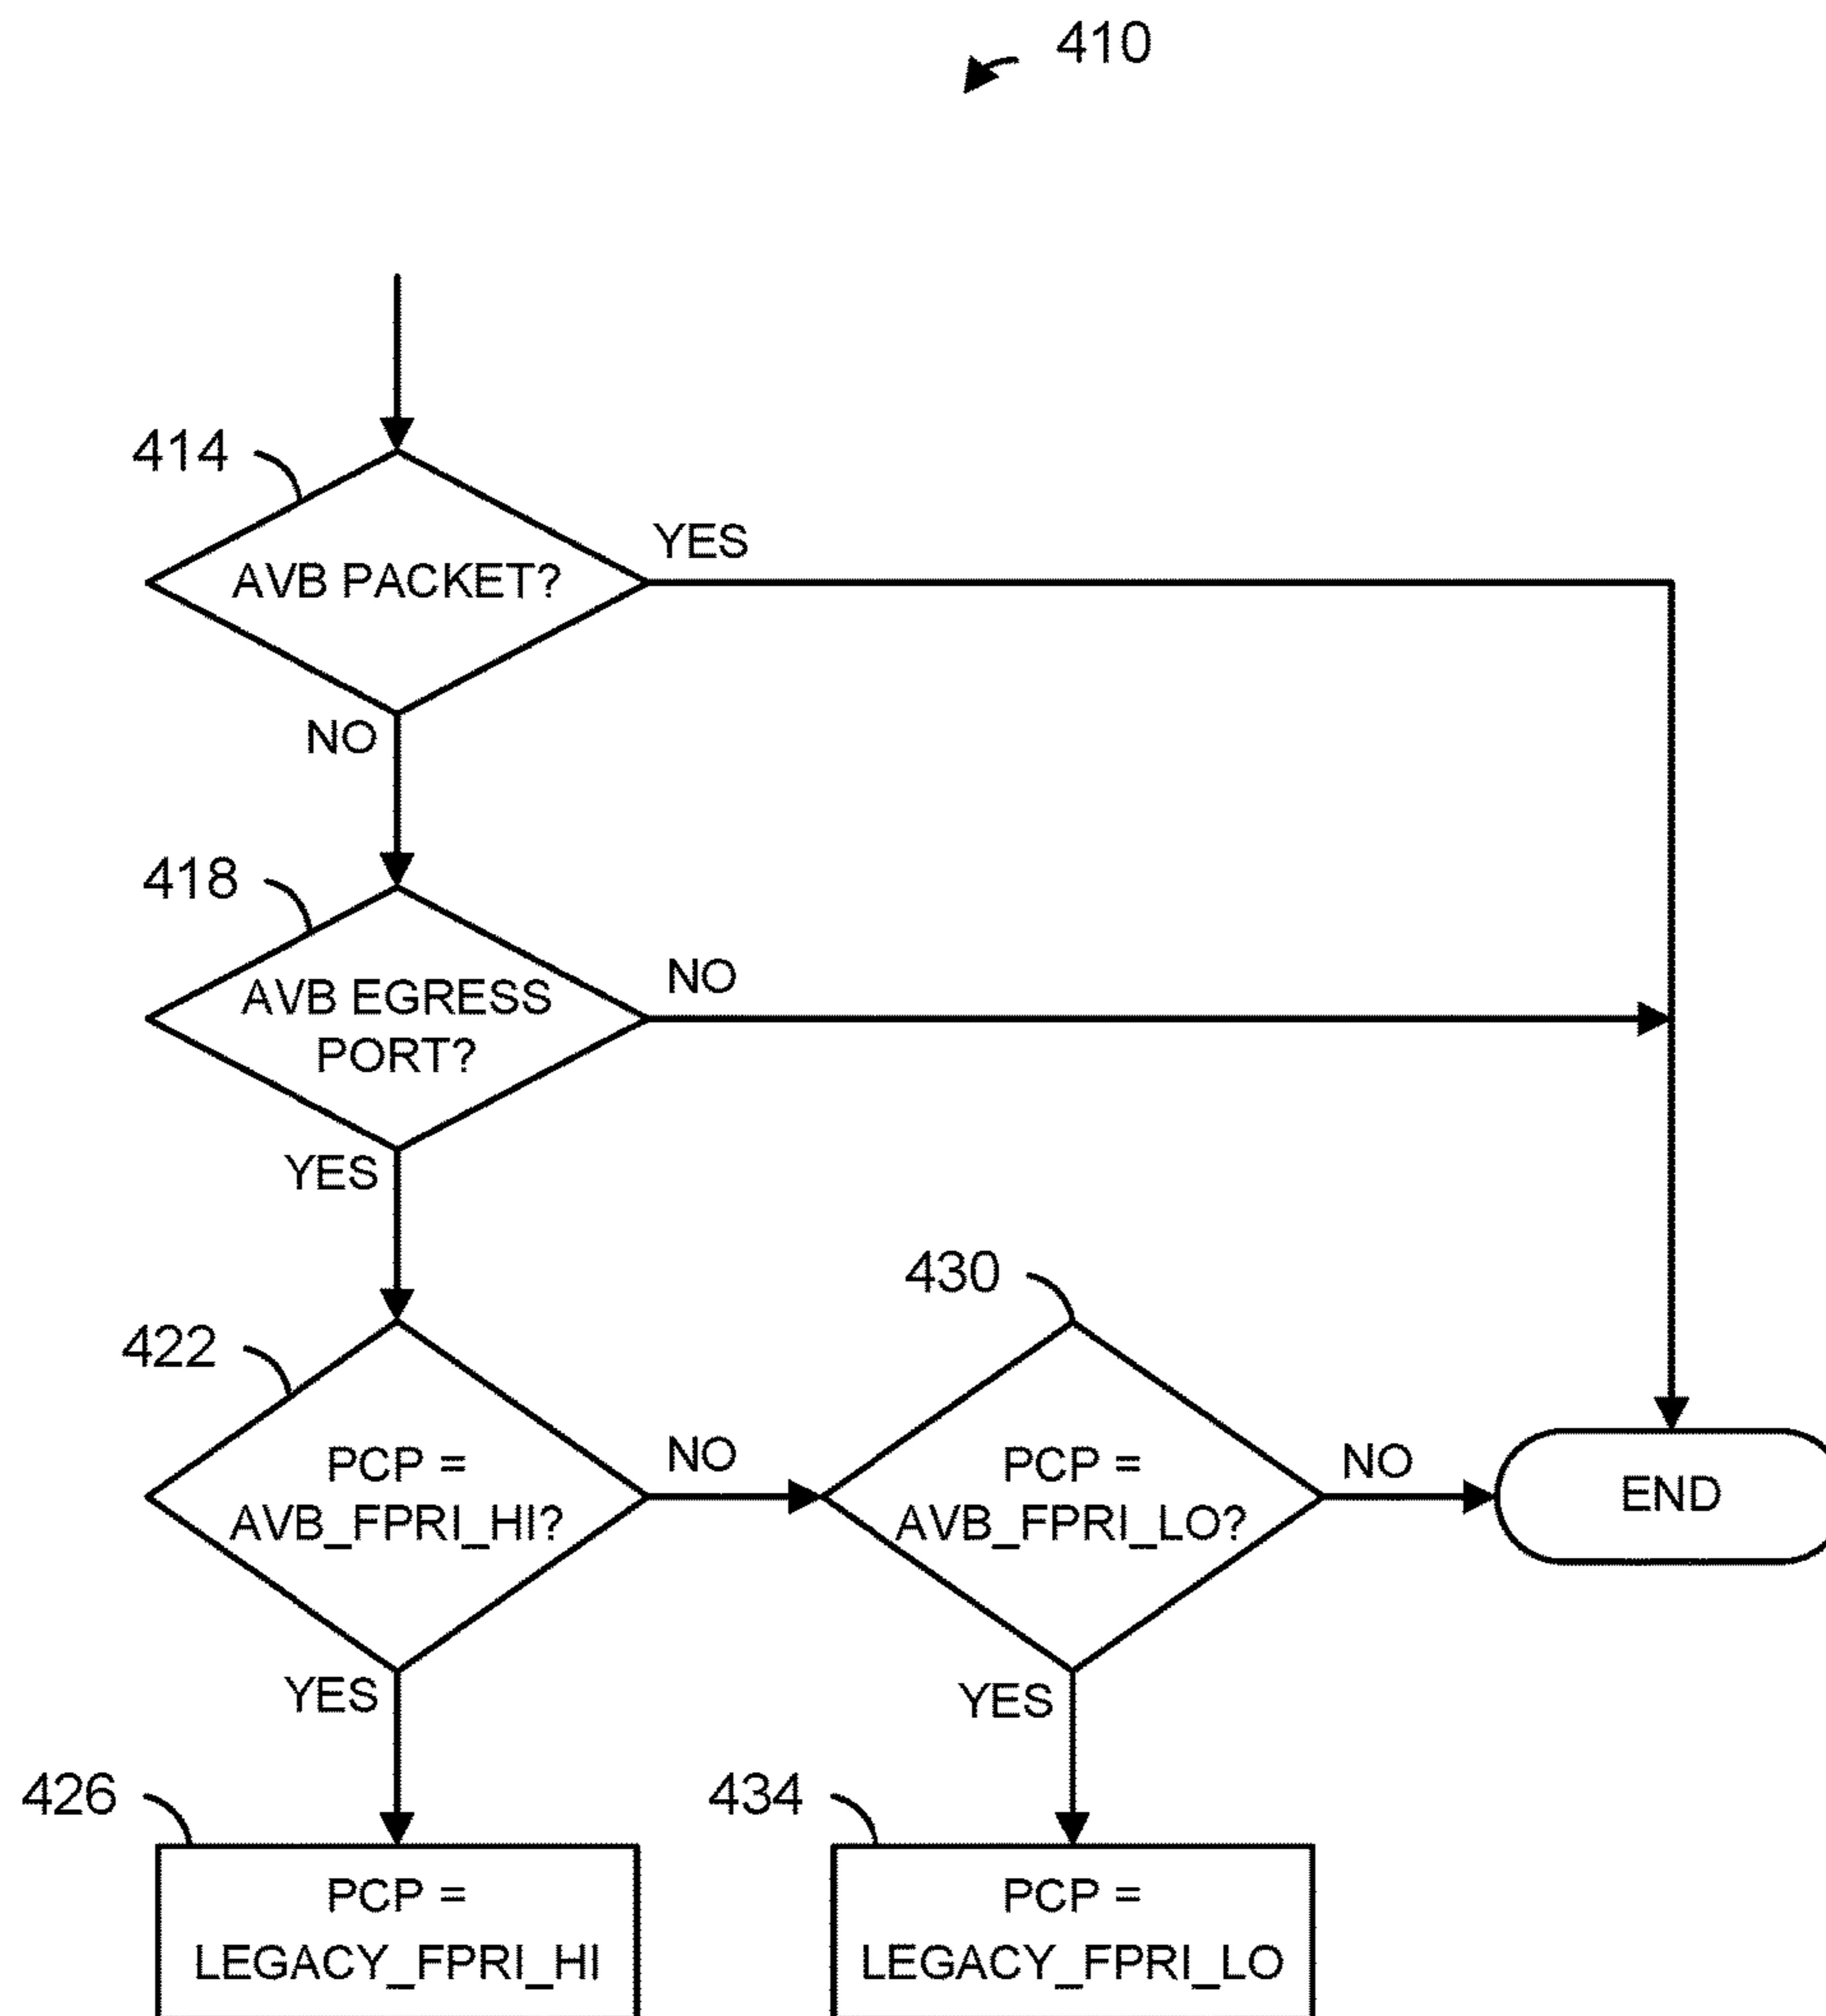 410
414
AVB PACKET?
YES
NO
418
AVB EGRESS
PORT?
NO
YES
422
PCP =
AVB_FPRI_HI?
NO
430
PCP =
AVB_FPRI_LO?
NO
END
YES
YES
426
PCP =
LEGACY_FPRI_HI
434
PCP =
LEGACY_FPRI_LO